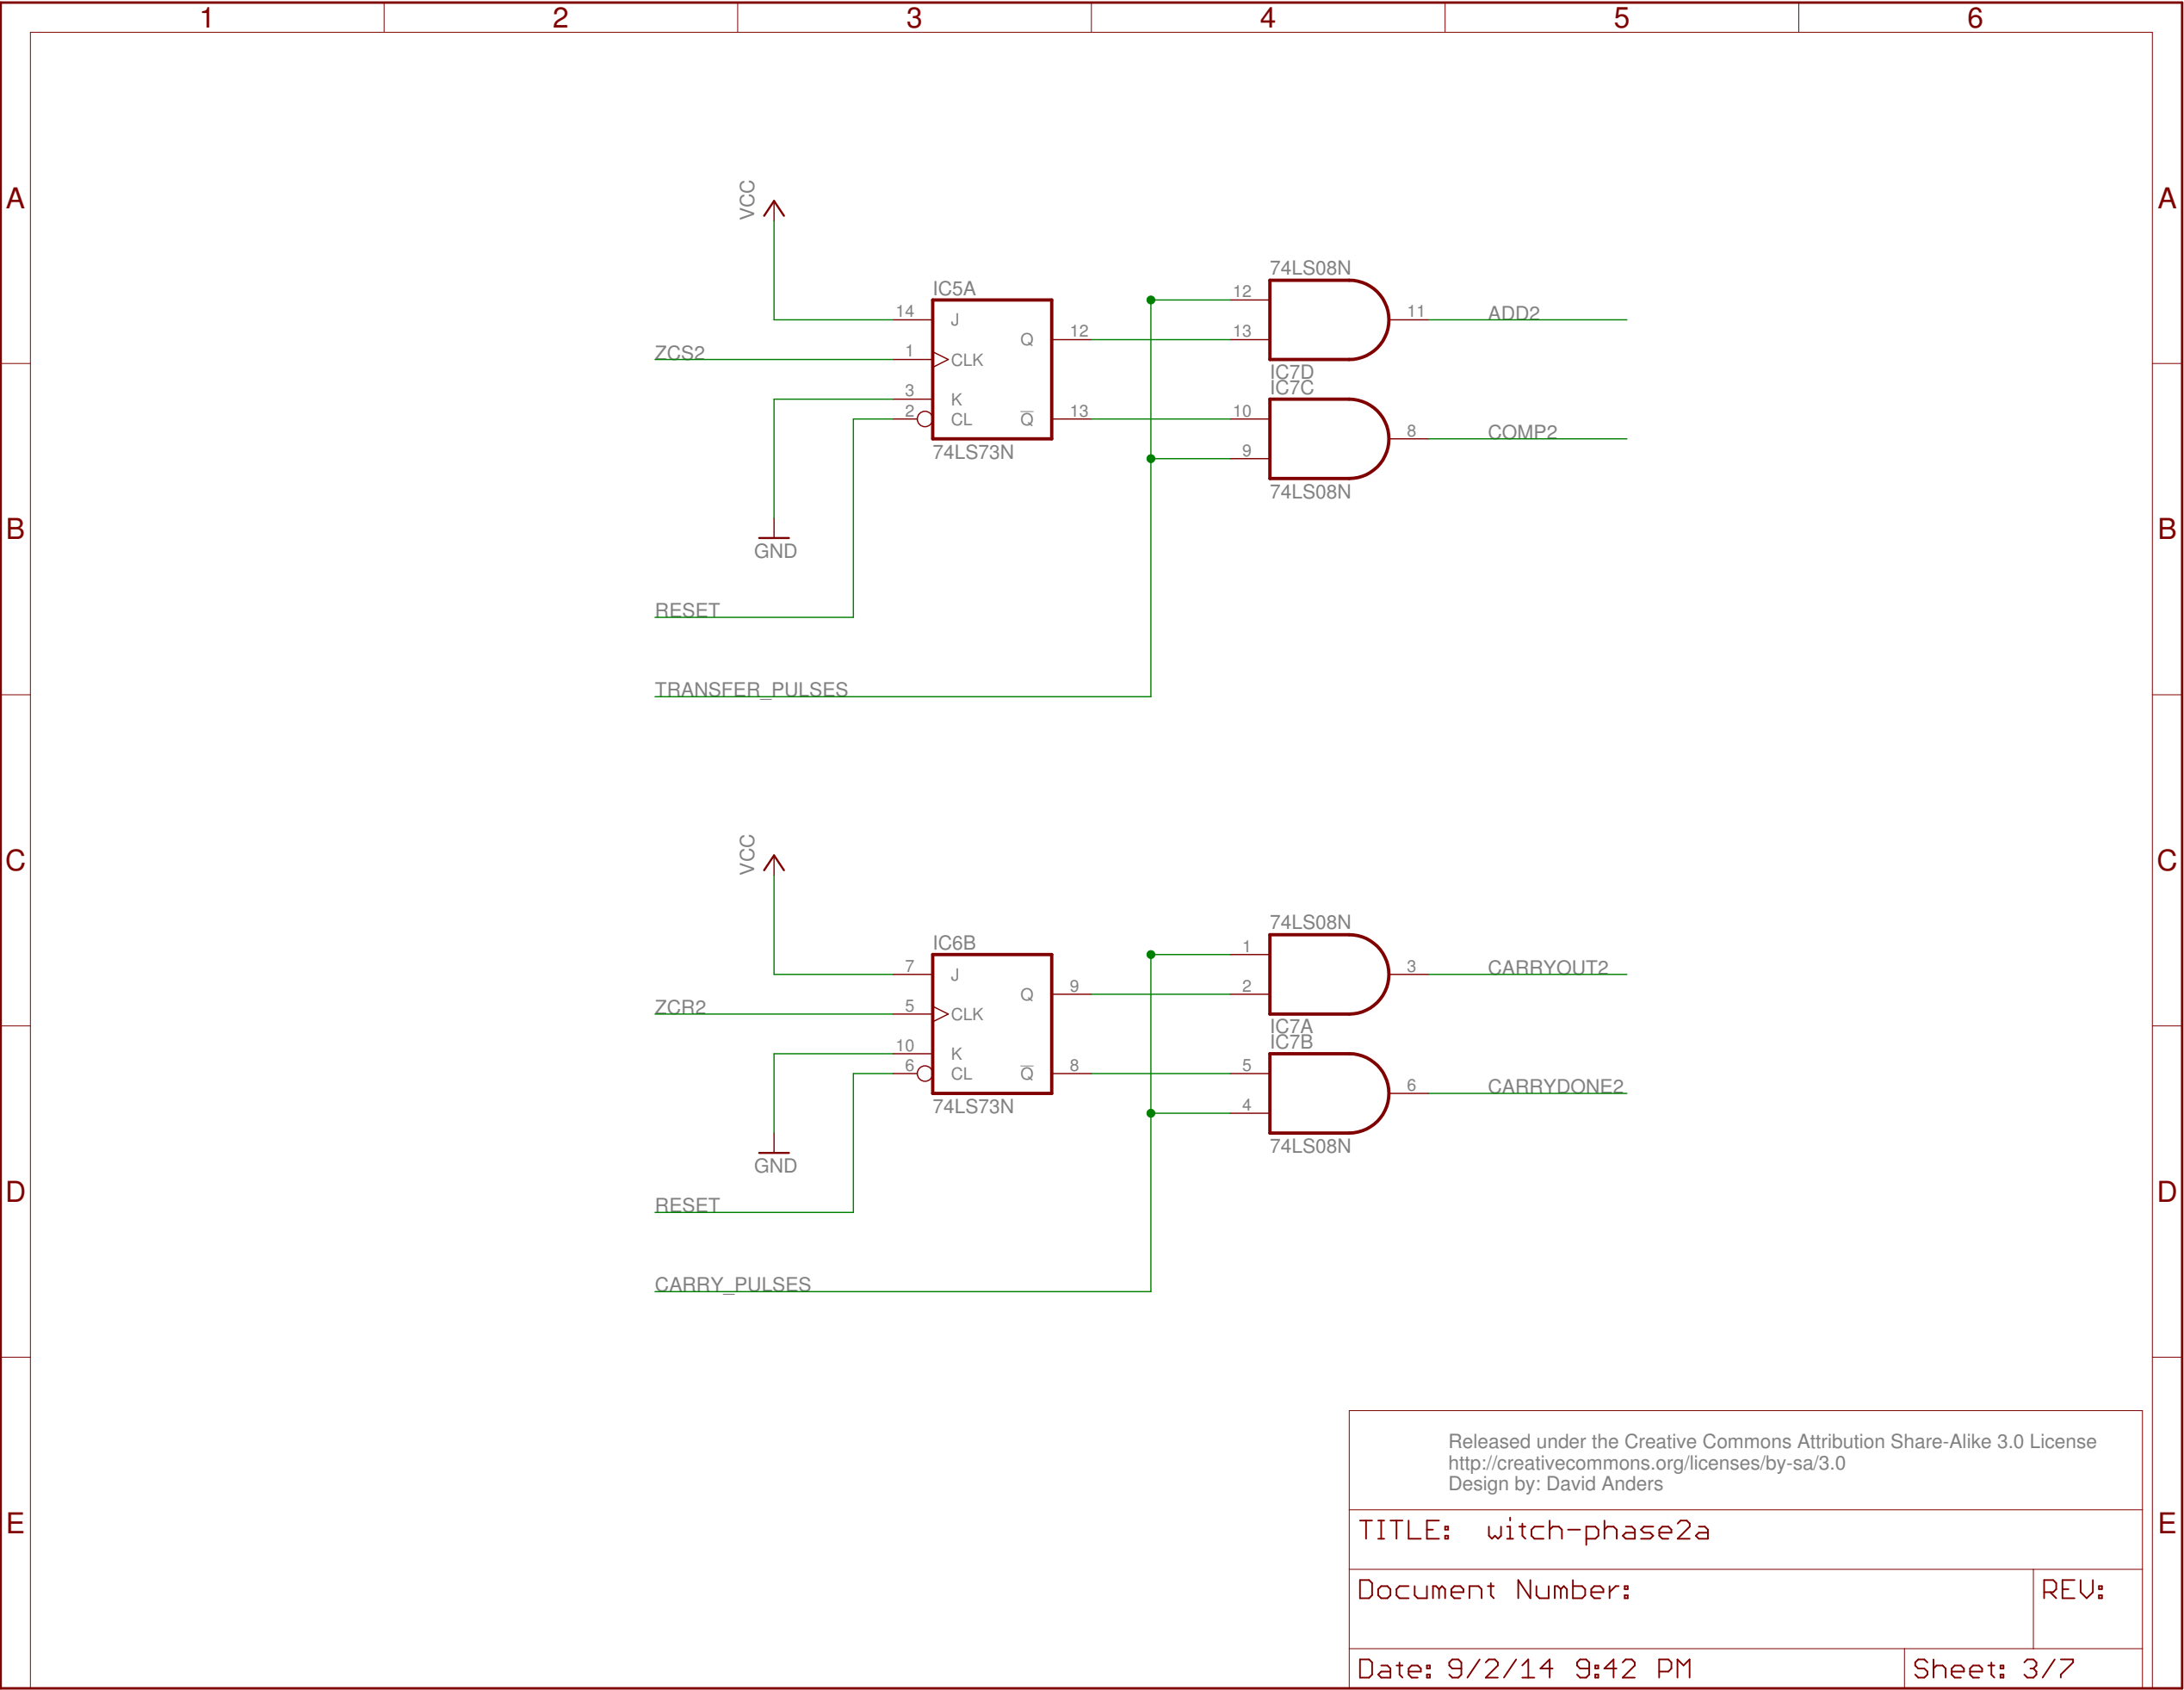 1 2 3 4 5 6
A A
VCC
74LS08N
IC5A
14 J
12
11 ADD2
Q 12
13
ZCS2
1 CLK
IC7D
IC7C
3 K
2 CL
Q 13
10
8 COMP2
9
74LS73N
74LS08N
B B
GND
RESET
TRANSFER_PULSES
VCC
C C
74LS08N
IC6B
7 J
1
3 CARRYOUT2
Q 9
2
ZCR2
5 CLK
IC7A
IC7B
10 K
6 CL
Q 8
5
6 CARRYDONE2
4
74LS73N
74LS08N
GND
D D
RESET
CARRY_PULSES
Released under the Creative Commons Attribution Share-Alike 3.0 License
http://creativecommons.org/licenses/by-sa/3.0
Design by: David Anders
E E
TITLE: witch-phase2a
Document Number:
REV:
Date: 9/2/14 9:42 PM
Sheet: 3/7